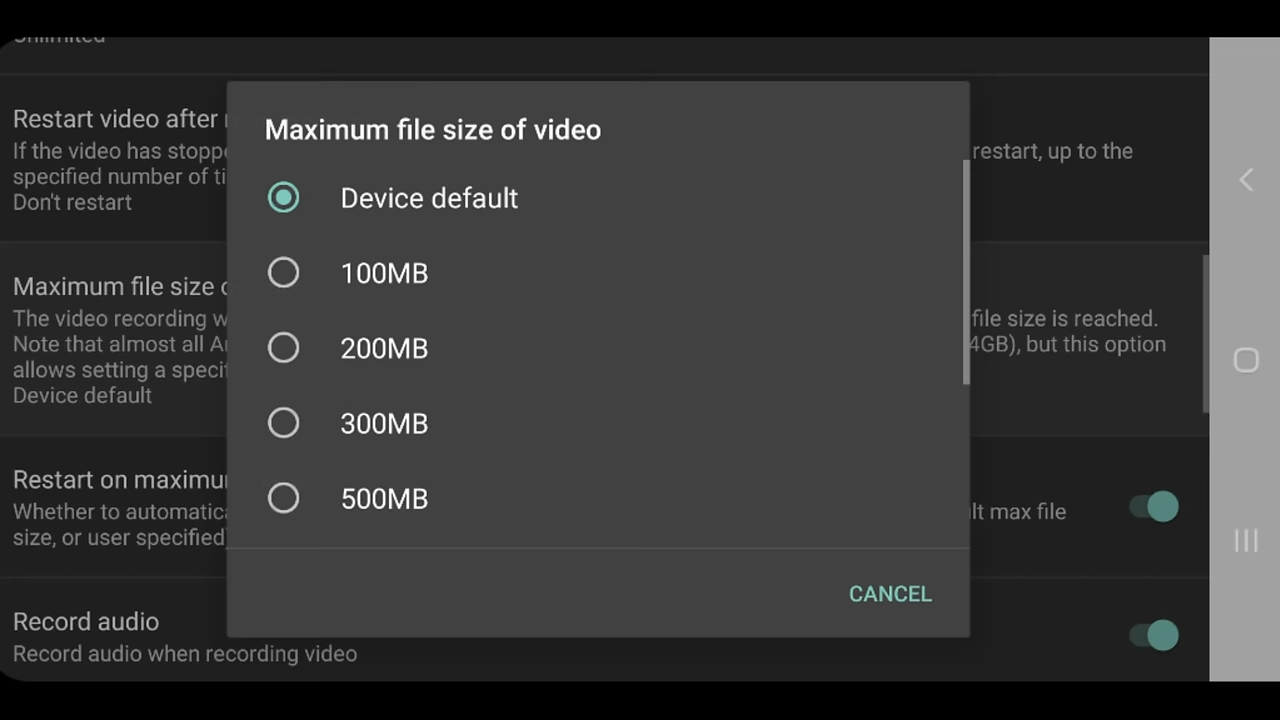 Unlimited
Restart video after
If the video has stoppe
restart, up to the
specified number of ti
Don't restart
Maximum file size o
The video recording w
file size is reached.
Note that almost all A
4GB), but this option
allows setting a specif
Device default
Restart on maximu
Whether to automatica
lt max file
size, or user specified
Record audio
Record audio when recording video
Maximum file size of video
Device default
100MB
200MB
300MB
500MB
CANCEL